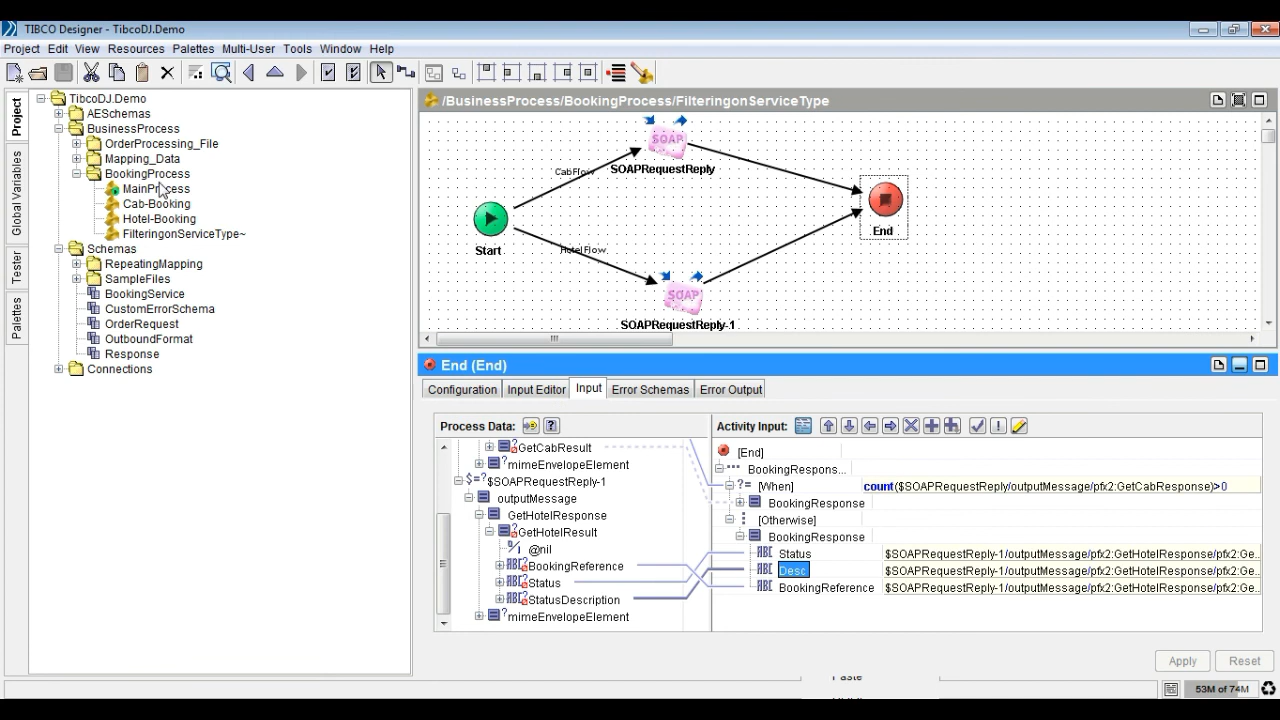 TIBCO Designer - TibcoDJ.Demo
Project Edit View Resources Palettes Multi-User Tools Window Help
Project
Global Variables
Tester
Palettes
TibcoDJ.Demo
AESchemas
BusinessProcess
OrderProcessing_File
Mapping_Data
BookingProcess
MainProcess
Cab-Booking
Hotel-Booking
FilteringonServiceType~
Schemas
RepeatingMapping
SampleFiles
BookingService
CustomErrorSchema
OrderRequest
OutboundFormat
Response
Connections
/BusinessProcess/BookingProcess/FilteringonServiceType
SOAP
SOAPRequestReply
CabFlow
Start
End
HotelFlow
SOAP
SOAPRequestReply-1
End (End)
Configuration Input Editor Input Error Schemas Error Output
Process Data:
GetCabResult
mimeEnvelopeElement
$SOAPRequestReply-1
outputMessage
GetHotelResponse
GetHotelResult
@nil
BookingReference
Status
StatusDescription
mimeEnvelopeElement
Activity Input:
[End]
BookingRespons...
[When] count($SOAPRequestReply/outputMessage/pfx2:GetCabResponse)>0
BookingResponse
[Otherwise]
BookingResponse
Status $SOAPRequestReply-1/outputMessage/pfx2:GetHotelResponse/pfx2:Ge...
Desc $SOAPRequestReply-1/outputMessage/pfx2:GetHotelResponse/pfx2:Ge...
BookingReference $SOAPRequestReply-1/outputMessage/pfx2:GetHotelResponse/pfx2:Ge...
Apply Reset
Paste
53M of 74M